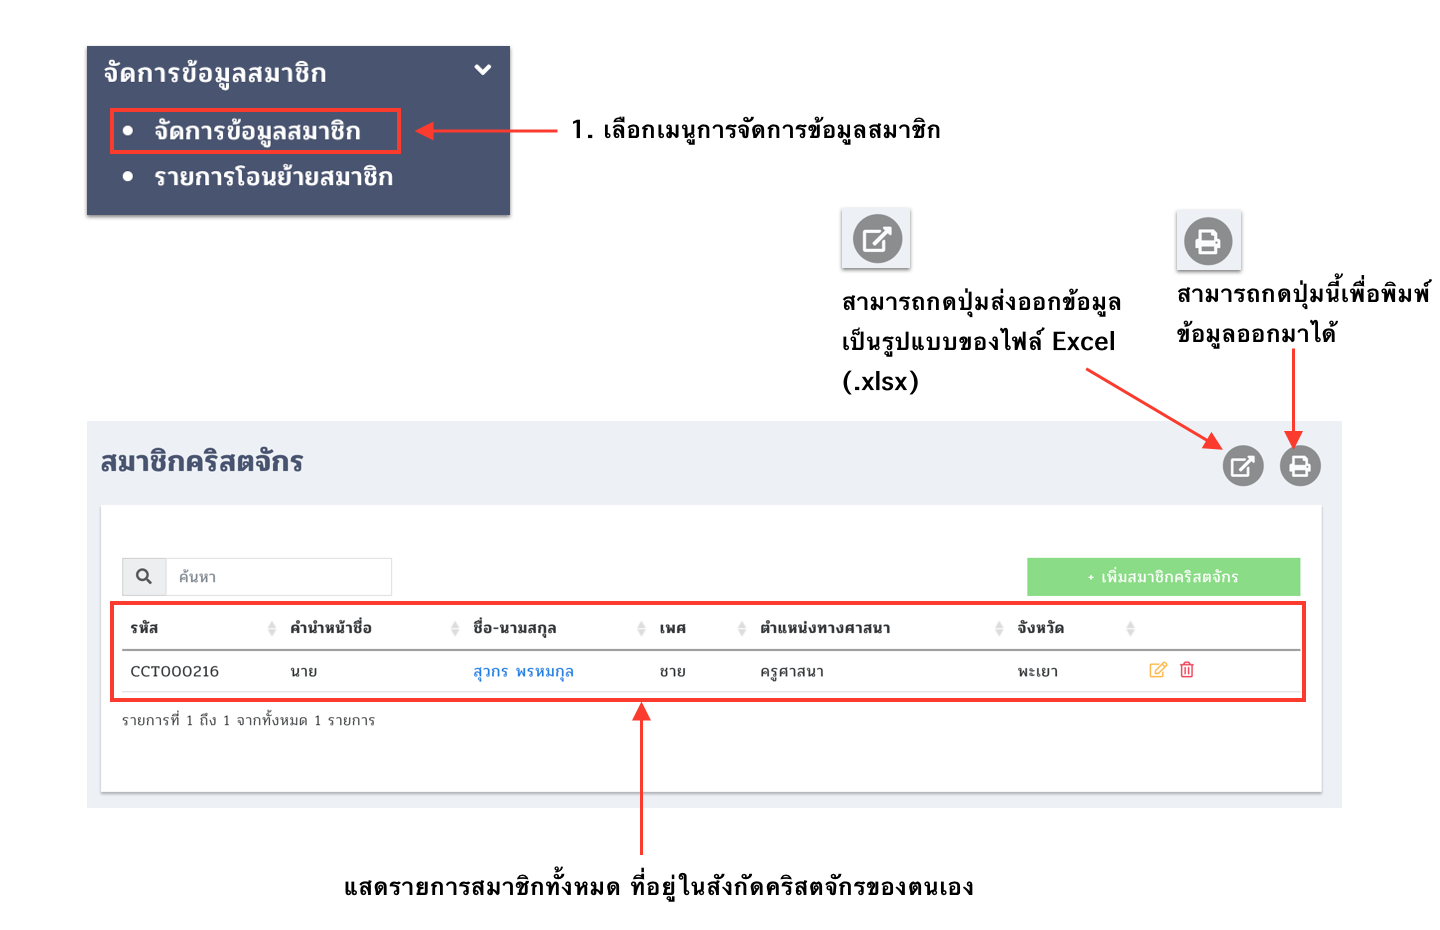 จัดการข้อมูลสมาชิก
จัดการข้อมูลสมาชิก
รายการโอนย้ายสมาชิก
1. เลือกเมนูการจัดการข้อมูลสมาชิก
สามารถกดปุ่มส่งออกข้อมูล
เป็นรูปแบบของไฟล์ Excel
(.xlsx)
สามารถกดปุ่มนี้เพื่อพิมพ์
ข้อมูลออกมาได้
สมาชิกคริสตจักร
ค้นหา
+ เพิ่มสมาชิกคริสตจักร
รหัส คำนำหน้าชื่อ ชื่อ-นามสกุล เพศ ตำแหน่งทางศาสนา จังหวัด
CCT000216 นาย สุวกร พรหมกุล ชาย ครูศาสนา พะเยา
รายการที่ 1 ถึง 1 จากทั้งหมด 1 รายการ
แสดรายการสมาชิกทั้งหมด ที่อยู่ในสังกัดคริสตจักรของตนเอง